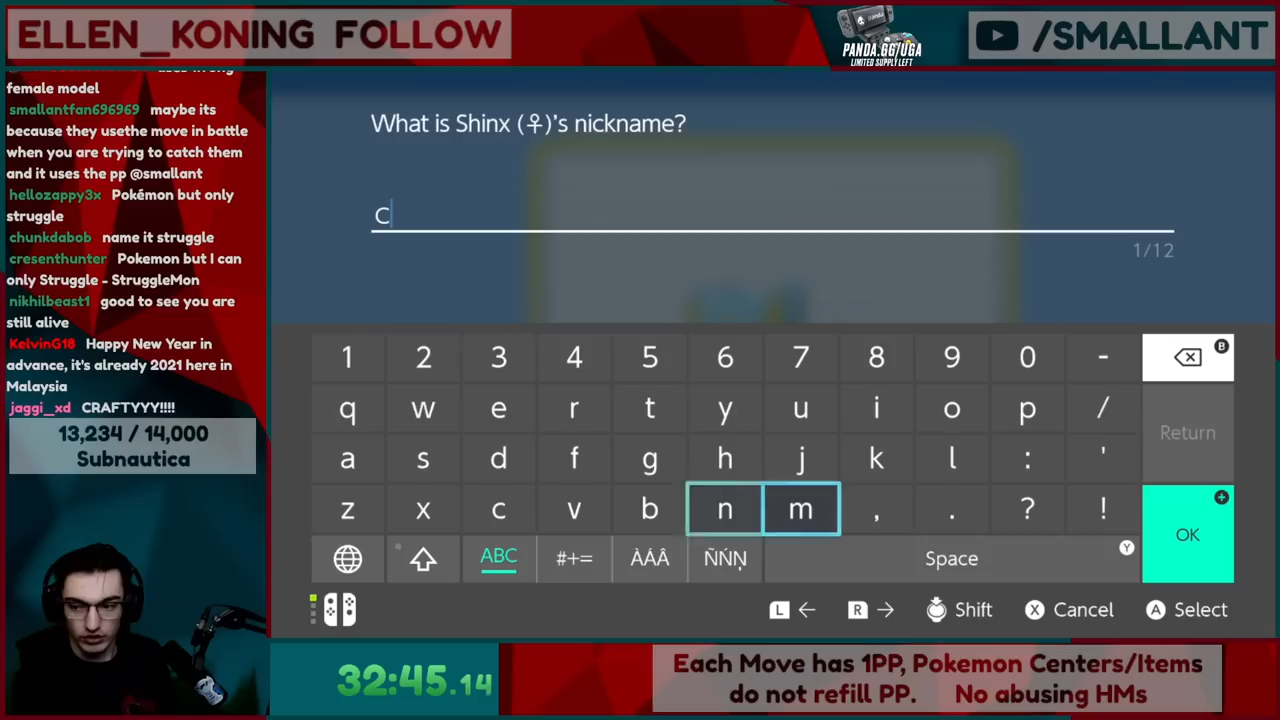 ELLEN_KONING FOLLOW
PANDA.GG/UGA
LIMITED SUPPLY LEFT
/SMALLANT
female model
smallantfan696969 maybe its
because they usethe move in battle
when you are trying to catch them
and it uses the pp @smallant
hellozappy3x Pokémon but only
struggle
chunkdabob name it struggle
cresenthunter Pokemon but I can
only Struggle - StruggleMon
nikhilbeast1 good to see you are
still alive
KelvinG18 Happy New Year in
advance, it's already 2021 here in
Malaysia
jaggi_xd CRAFTYYY!!!!
13,234 / 14,000
Subnautica
What is Shinx (♀)'s nickname?
C
1/12
1 2 3 4 5 6 7 8 9 0 -
B
q w e r t y u i o p /
Return
a s d f g h j k l : '
z x c v b n m , . ? !
+
OK
ABC #+= ÀÁÂ ÑŃṆ Space
Y
L ← R → Shift X Cancel A Select
32:45.14
Each Move has 1PP, Pokemon Centers/Items
do not refill PP. No abusing HMs